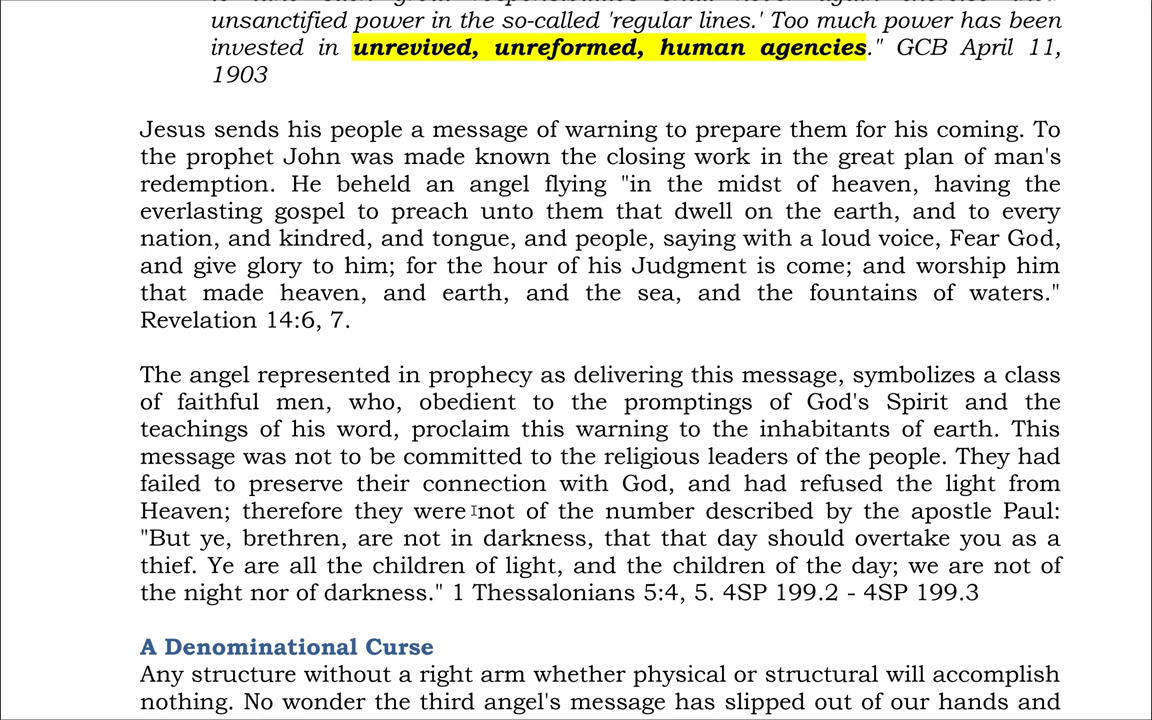 unsanctified power in the so-called 'regular lines.' Too much power has been
invested in unrevived, unreformed, human agencies." GCB April 11,
1903
Jesus sends his people a message of warning to prepare them for his coming. To
the prophet John was made known the closing work in the great plan of man's
redemption. He beheld an angel flying "in the midst of heaven, having the
everlasting gospel to preach unto them that dwell on the earth, and to every
nation, and kindred, and tongue, and people, saying with a loud voice, Fear God,
and give glory to him; for the hour of his Judgment is come; and worship him
that made heaven, and earth, and the sea, and the fountains of waters."
Revelation 14:6, 7.
The angel represented in prophecy as delivering this message, symbolizes a class
of faithful men, who, obedient to the promptings of God's Spirit and the
teachings of his word, proclaim this warning to the inhabitants of earth. This
message was not to be committed to the religious leaders of the people. They had
failed to preserve their connection with God, and had refused the light from
Heaven; therefore they were not of the number described by the apostle Paul:
"But ye, brethren, are not in darkness, that that day should overtake you as a
thief. Ye are all the children of light, and the children of the day; we are not of
the night nor of darkness." 1 Thessalonians 5:4, 5. 4SP 199.2 - 4SP 199.3
A Denominational Curse
Any structure without a right arm whether physical or structural will accomplish
nothing. No wonder the third angel's message has slipped out of our hands and